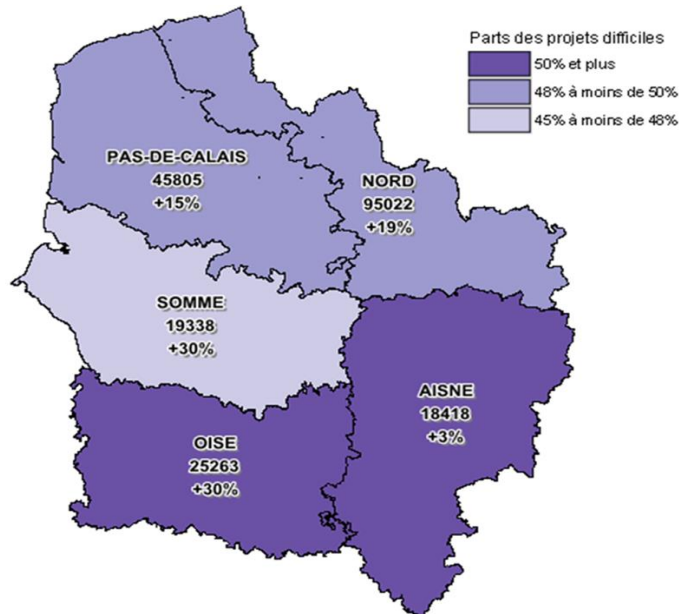 Parts des projets difficiles
50% et plus
48% à moins de 50%
45% à moins de 48%
PAS-DE-CALAIS
45805
+15%
NORD
95022
+19%
SOMME
19338
+30%
AISNE
18418
+3%
OISE
25263
+30%